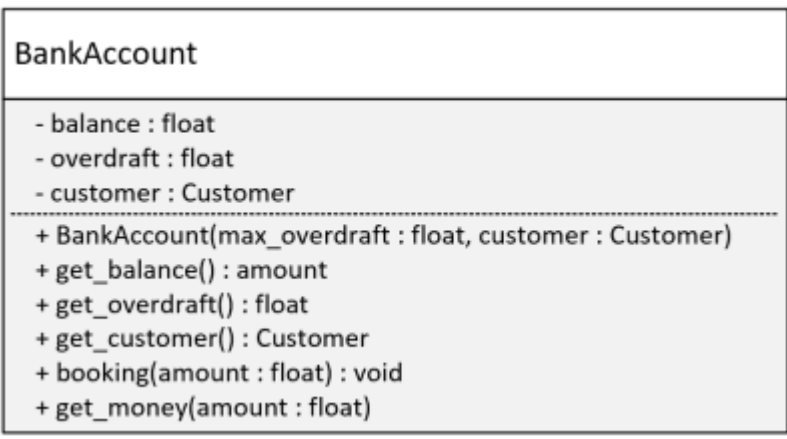 BankAccount
- balance : float
- overdraft : float
- customer : Customer
+ BankAccount(max_overdraft : float, customer : Customer)
+ get_balance() : amount
+ get_overdraft() : float
+ get_customer() : Customer
+ booking(amount : float) : void
+ get_money(amount : float)